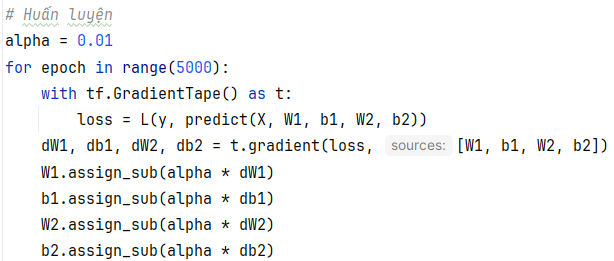 # Huấn luyện
alpha = 0.01
for epoch in range(5000):
    with tf.GradientTape() as t:
        loss = L(y, predict(X, W1, b1, W2, b2))
    dW1, db1, dW2, db2 = t.gradient(loss, sources: [W1, b1, W2, b2])
    W1.assign_sub(alpha * dW1)
    b1.assign_sub(alpha * db1)
    W2.assign_sub(alpha * dW2)
    b2.assign_sub(alpha * db2)